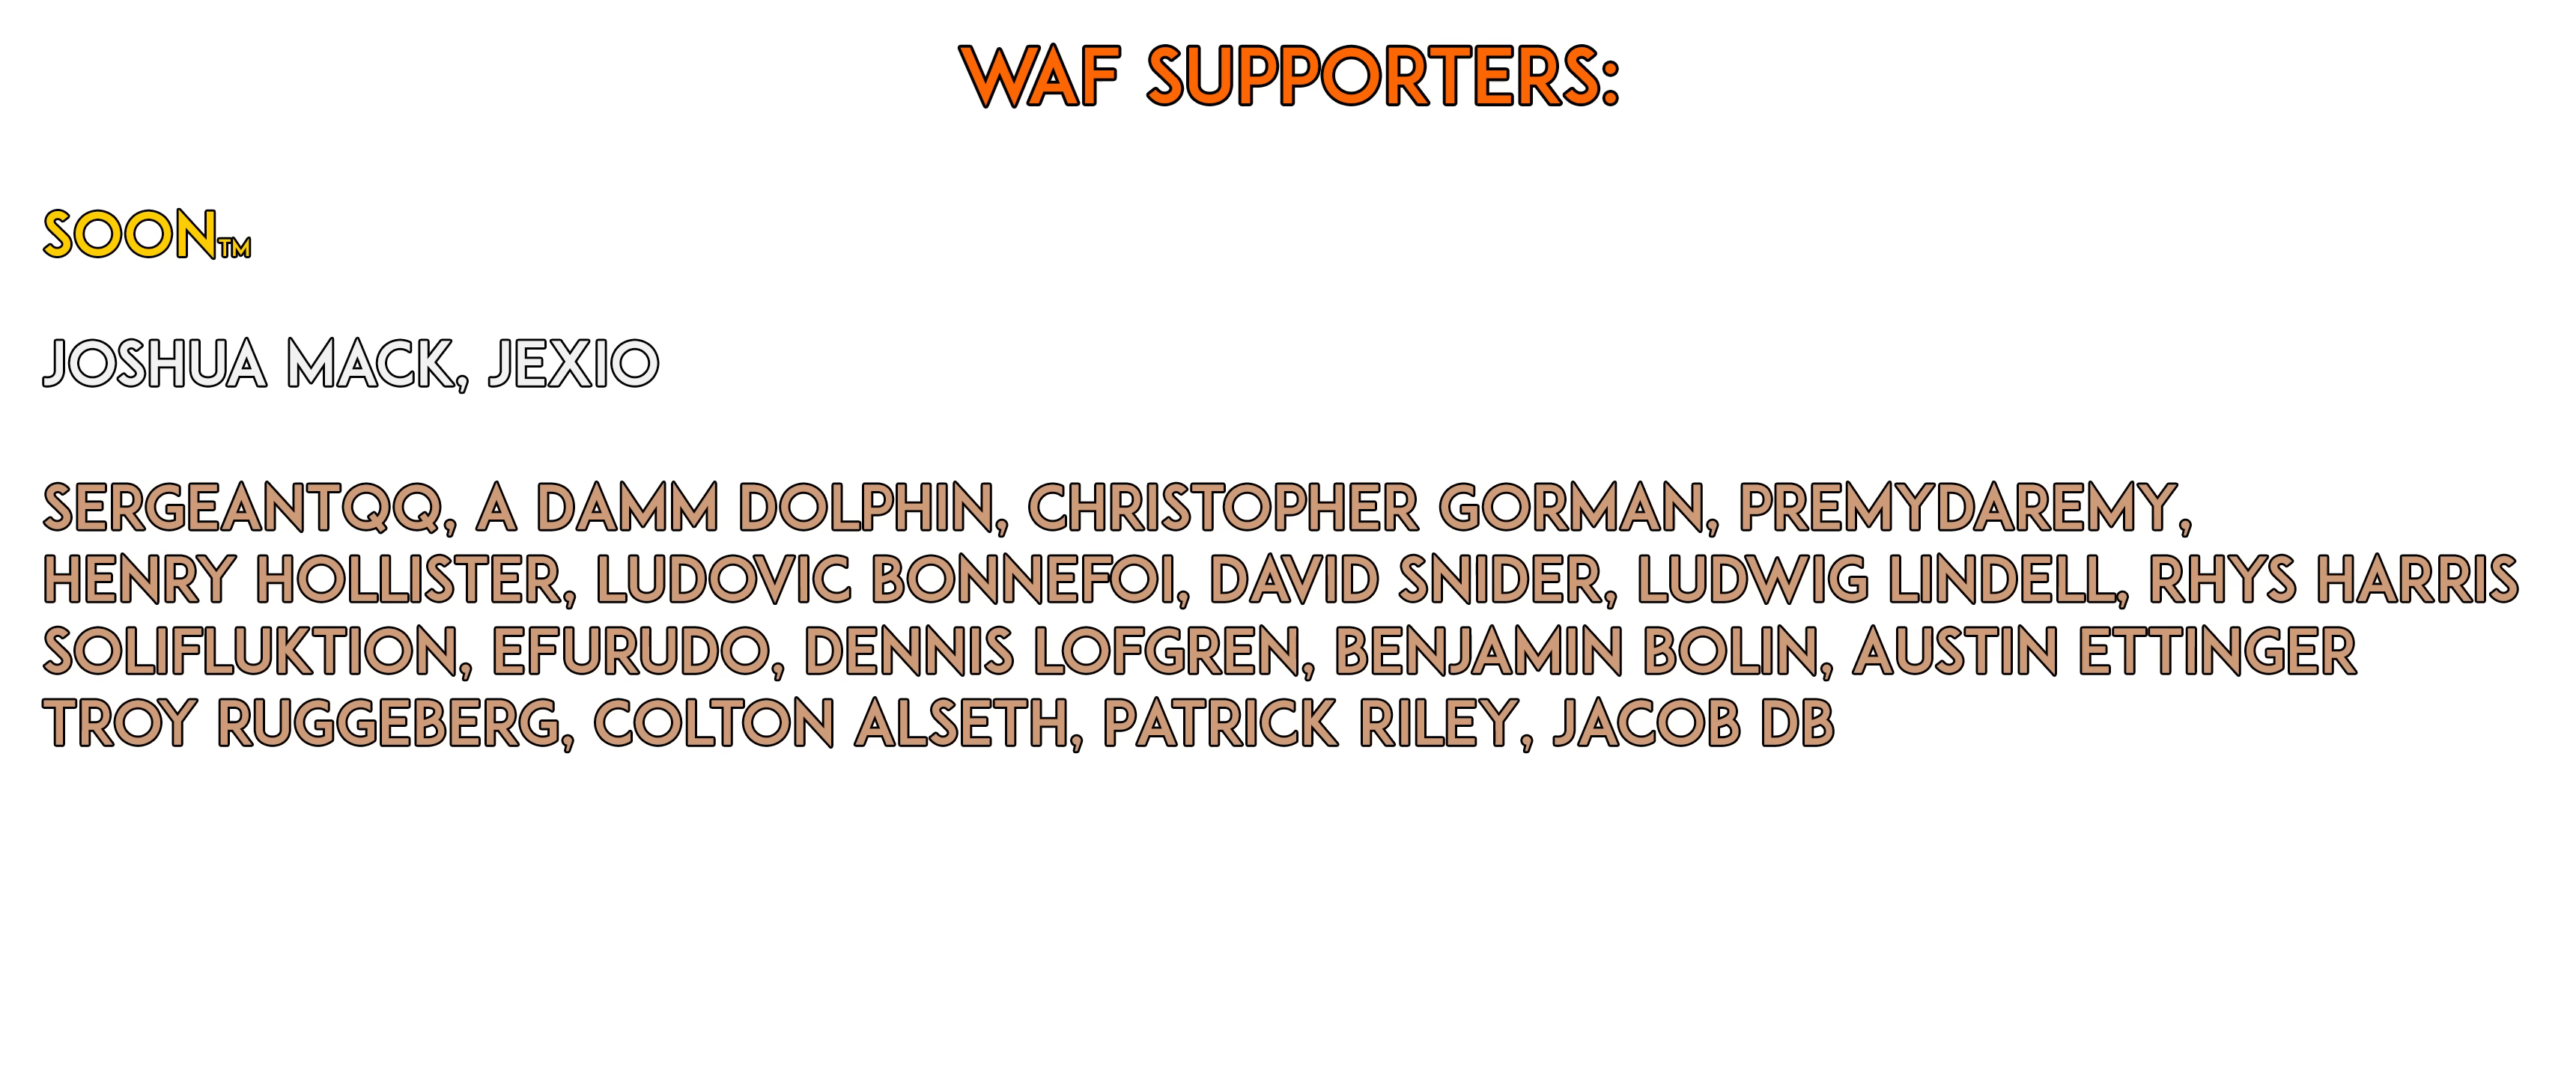 WAF SUPPORTERS:
SOON™
JOSHUA MACK, JEXIO
SERGEANTQQ, A DAMM DOLPHIN, CHRISTOPHER GORMAN, PREMYDAREMY,
HENRY HOLLISTER, LUDOVIC BONNEFOI, DAVID SNIDER, LUDWIG LINDELL, RHYS HARRIS
SOLIFLUKTION, EFURUDO, DENNIS LOFGREN, BENJAMIN BOLIN, AUSTIN ETTINGER
TROY RUGGEBERG, COLTON ALSETH, PATRICK RILEY, JACOB DB